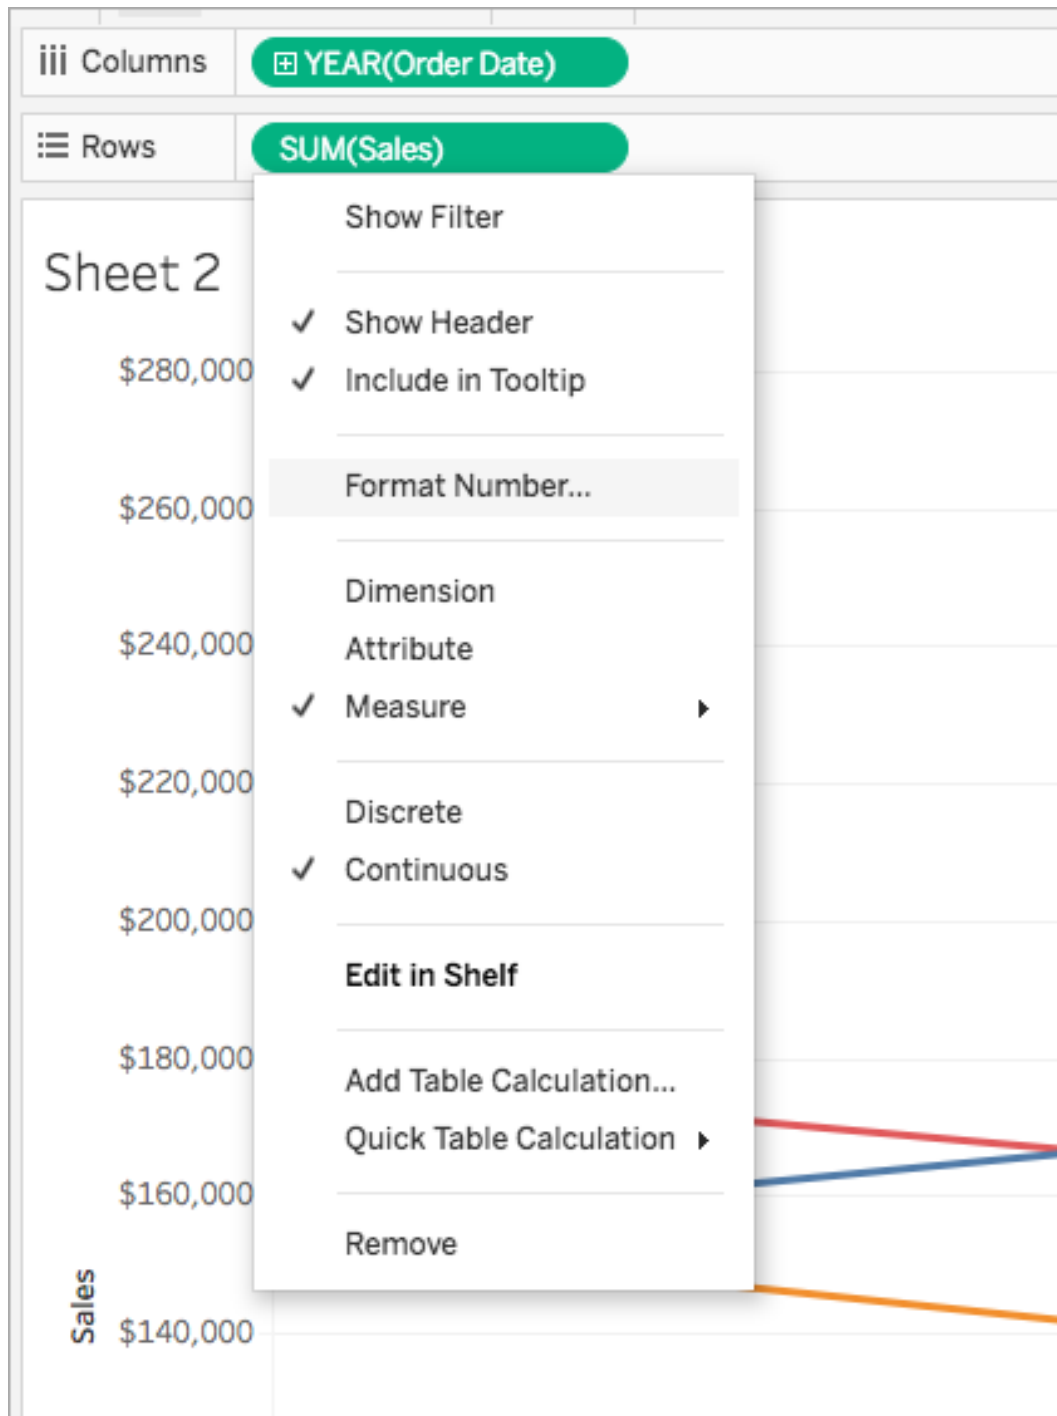 Columns
YEAR(Order Date)
Rows
SUM(Sales)
Sheet 2
Show Filter
Show Header
Include in Tooltip
Format Number...
Dimension
Attribute
Measure
Discrete
Continuous
Edit in Shelf
Add Table Calculation...
Quick Table Calculation
Remove
$280,000
$260,000
$240,000
$220,000
$200,000
$180,000
$160,000
$140,000
Sales